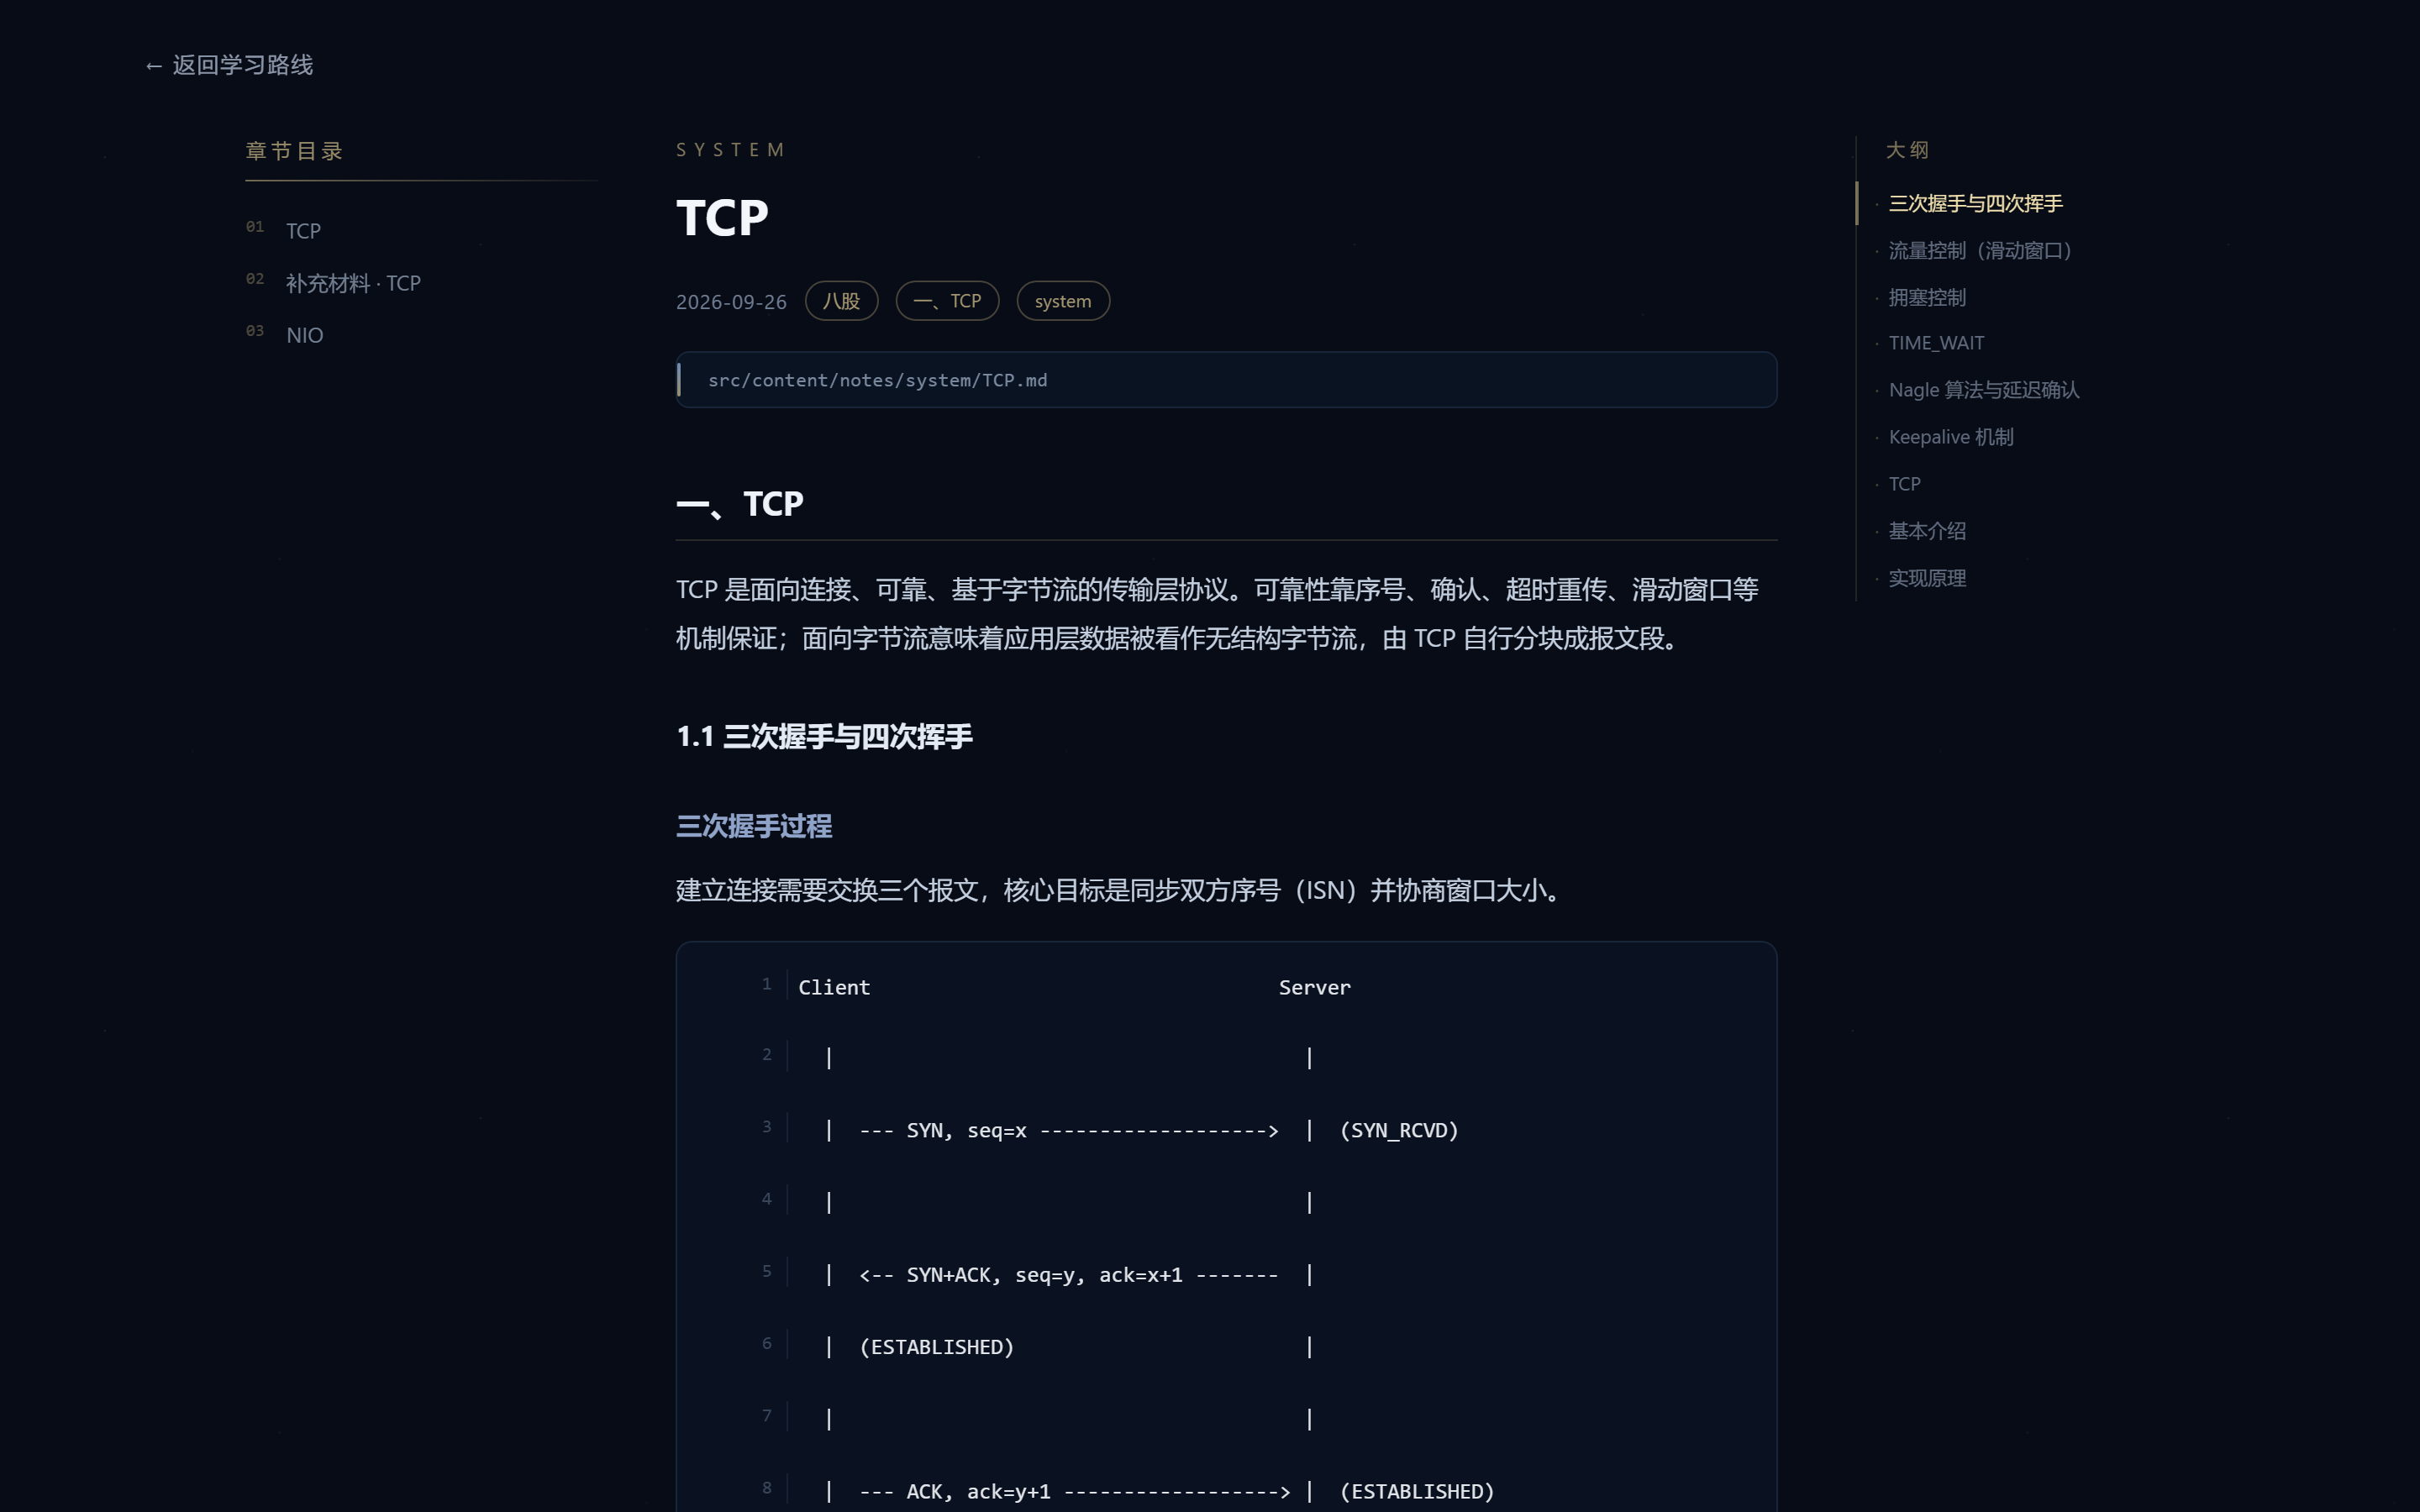 ← 返回学习路线
章节目录
01 TCP
02 补充材料 · TCP
03 NIO
SYSTEM
TCP
2026-09-26 八股 一、TCP system
src/content/notes/system/TCP.md
一、TCP
TCP 是面向连接、可靠、基于字节流的传输层协议。可靠性靠序号、确认、超时重传、滑动窗口等
机制保证；面向字节流意味着应用层数据被看作无结构字节流，由 TCP 自行分块成报文段。
1.1 三次握手与四次挥手
三次握手过程
建立连接需要交换三个报文，核心目标是同步双方序号（ISN）并协商窗口大小。
1 Client                                  Server
2   |                                       |
3   |  --- SYN, seq=x ------------------->  |  (SYN_RCVD)
4   |                                       |
5   |  <-- SYN+ACK, seq=y, ack=x+1 -------  |
6   |  (ESTABLISHED)                        |
7   |                                       |
8   |  --- ACK, ack=y+1 ------------------> |  (ESTABLISHED)
大纲
· 三次握手与四次挥手
· 流量控制（滑动窗口）
· 拥塞控制
· TIME_WAIT
· Nagle 算法与延迟确认
· Keepalive 机制
· TCP
· 基本介绍
· 实现原理